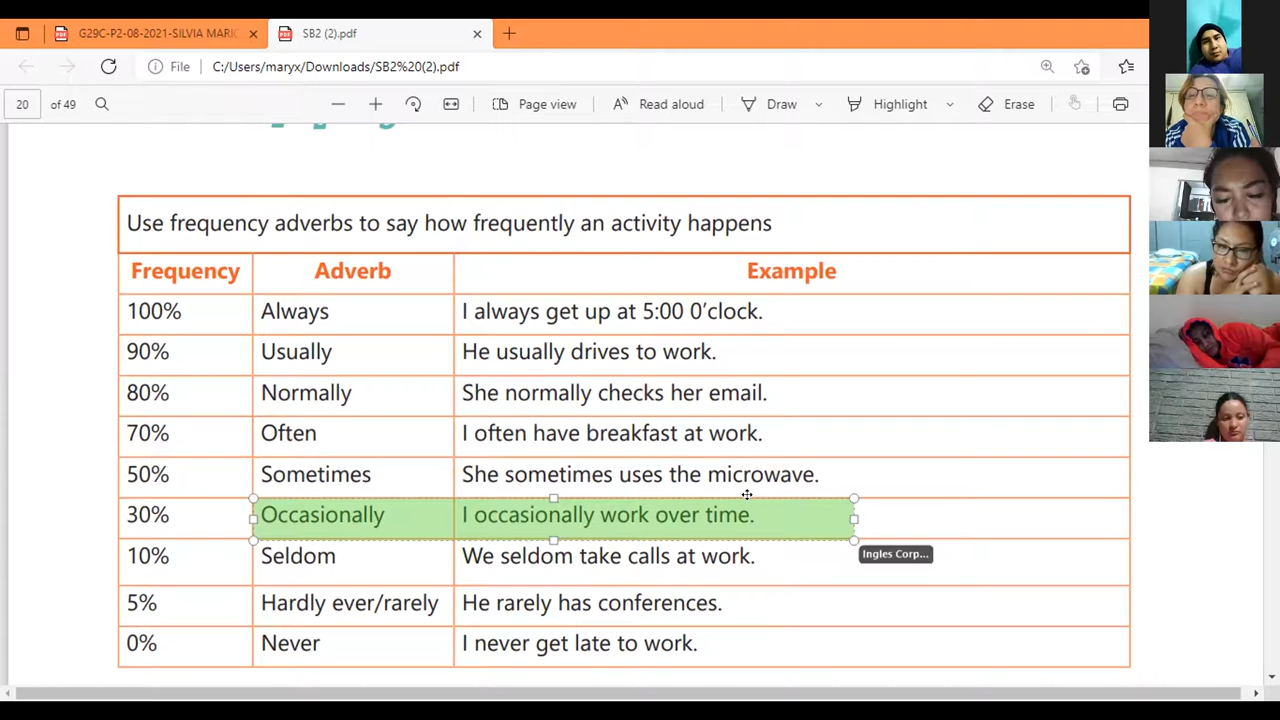 G29C-P2-08-2021-SILVIA MARIC
SB2 (2).pdf
File
C:/Users/maryx/Downloads/SB2%20(2).pdf
20 of 49
Page view
Read aloud
Draw
Highlight
Erase
Use frequency adverbs to say how frequently an activity happens
Frequency Adverb Example
100% Always I always get up at 5:00 0'clock.
90% Usually He usually drives to work.
80% Normally She normally checks her email.
70% Often I often have breakfast at work.
50% Sometimes She sometimes uses the microwave.
30% Occasionally I occasionally work over time.
10% Seldom We seldom take calls at work.
Ingles Corp...
5% Hardly ever/rarely He rarely has conferences.
0% Never I never get late to work.